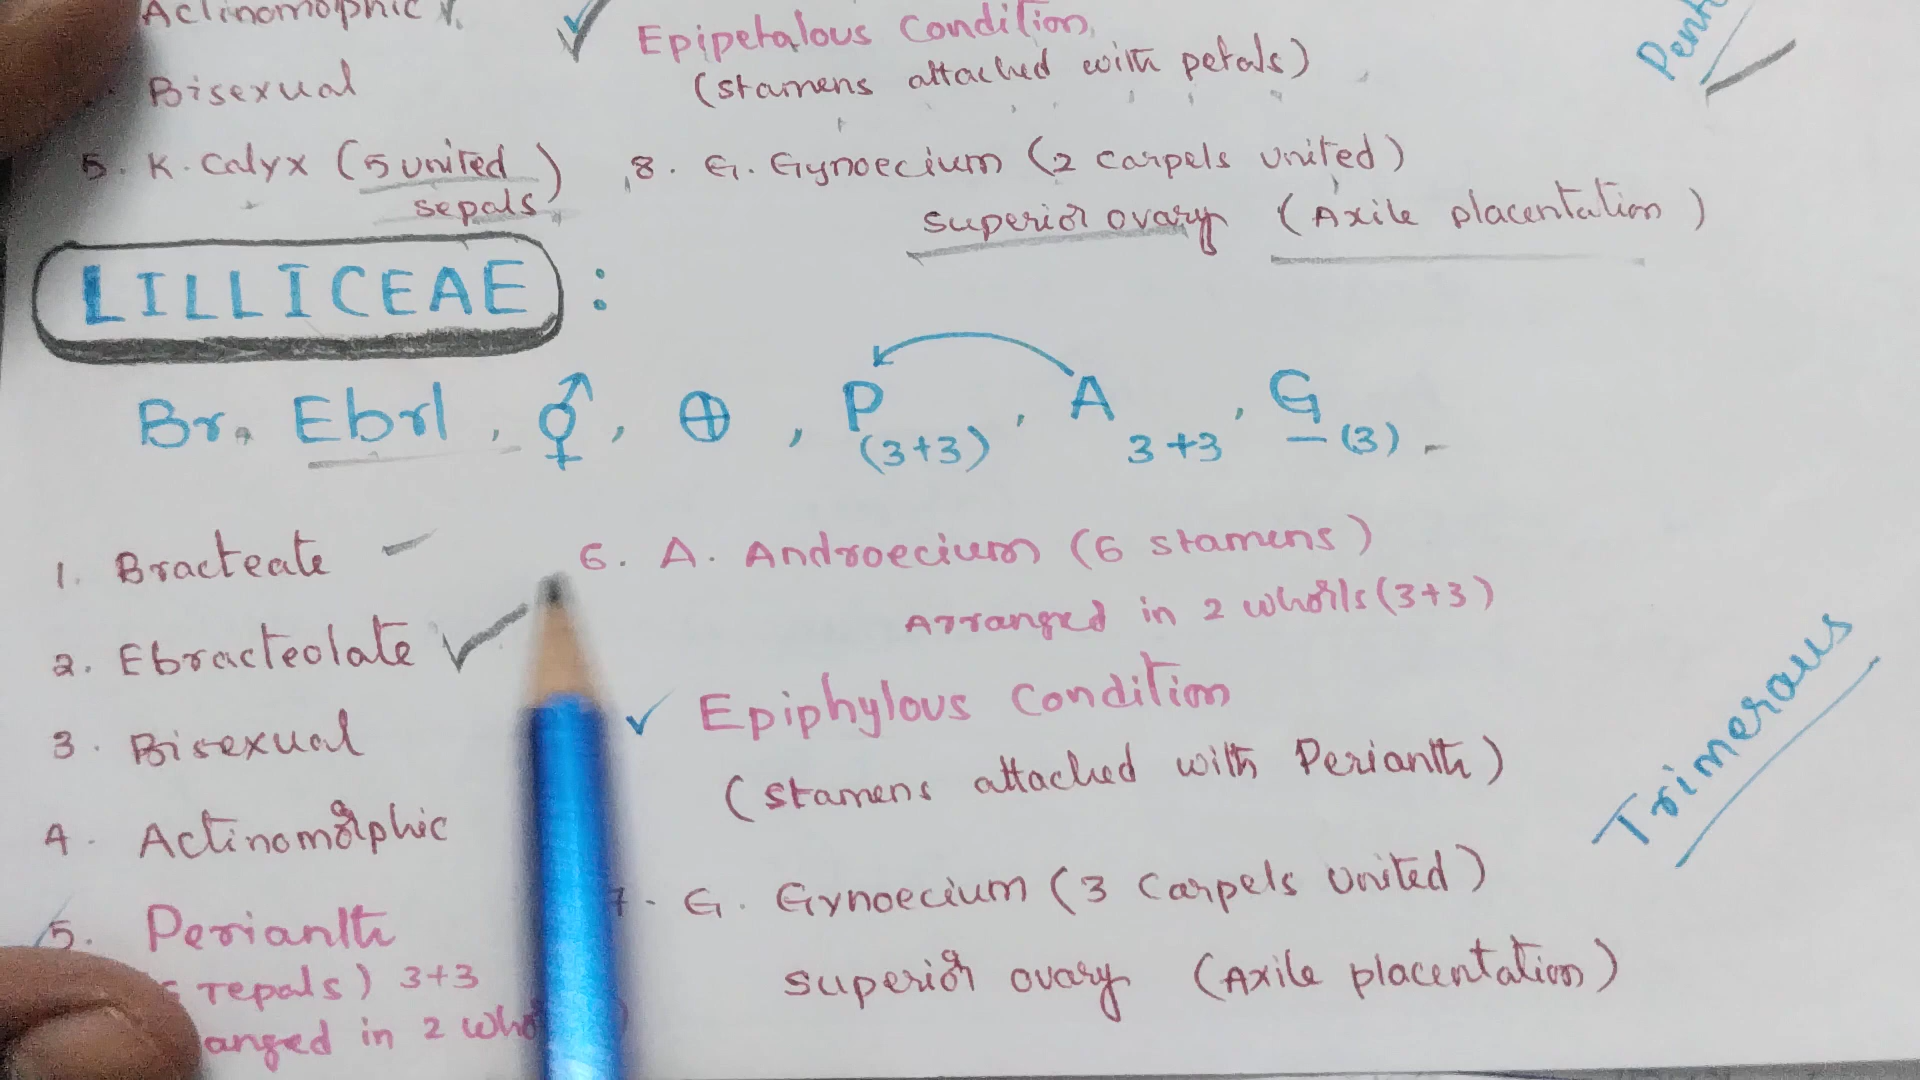 Actinomorphic
Bisexual
5. K. Calyx (5 united sepals)
Epipetalous Condition,
(Stamens attached with petals)
8. G. Gynoecium (2 carpels united)
superior ovary (Axile placentation)
LILLICEAE :
Br, Ebrl, ⚥, ⊕, P(3+3), A 3+3, G(3)
1. Bracteate
2. Ebracteolate
3. Bisexual
4. Actinomorphic
5. Perianth
Tepals) 3+3
anged in 2
6. A. Androecium (6 stamens)
Arranged in 2 whorls (3+3)
Epiphylous Condition
(Stamens attached with Perianth)
7. G. Gynoecium (3 Carpels United)
superior ovary (Axile placentation)
Trimerous